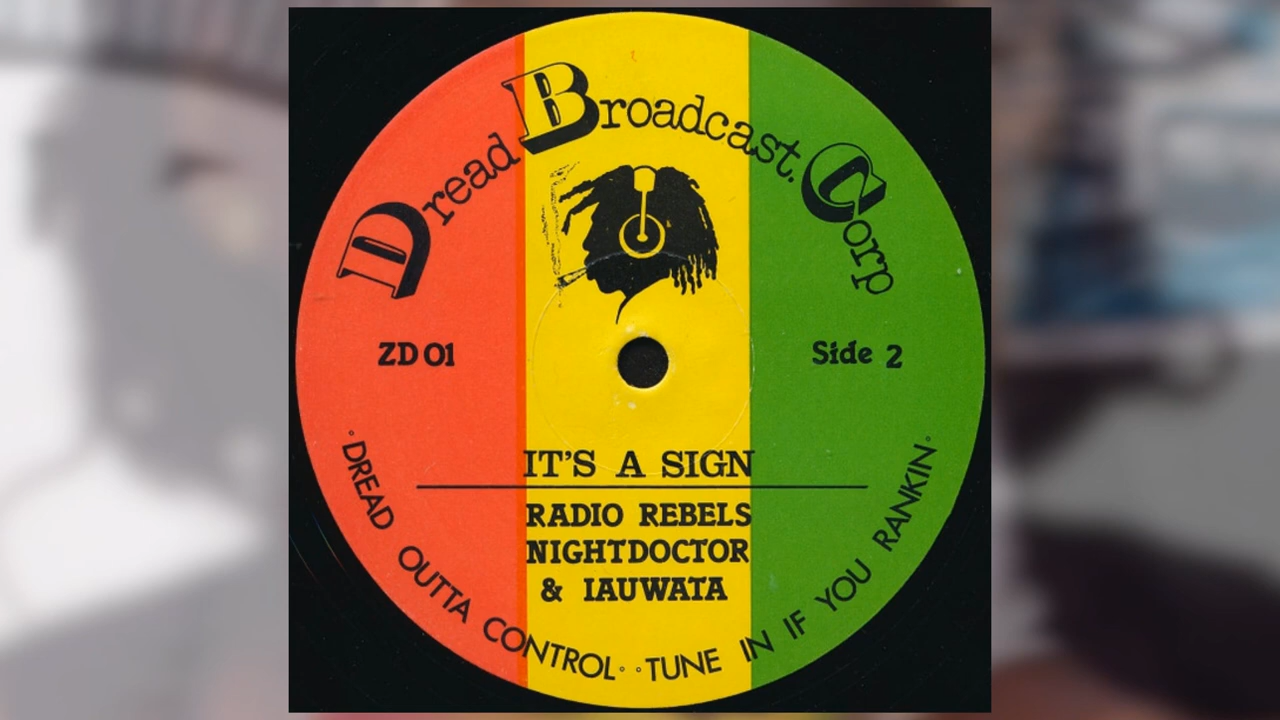 Dread Broadcast. Corp
ZD 01
Side 2
IT'S A SIGN
RADIO REBELS
NIGHTDOCTOR
& IAUWATA
°DREAD OUTTA CONTROL° °TUNE IN IF YOU RANKIN°